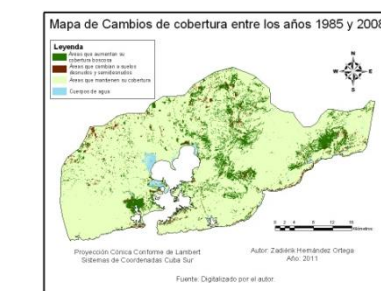 Mapa de Cambios de cobertura entre los años 1985 y 2008
Leyenda
Áreas que aumentan su
cobertura boscosa
Áreas que cambian a suelos
desnudos y semidesnudos
Áreas que mantienen su cobertura
Cuerpos de agua
N
W
E
S
Proyección Cónica Conforme de Lambert
Sistemas de Coordenadas Cuba Sur
Autor: Zadierik Hernández Ortega
Año: 2011
Fuente: Digitalizado por el autor